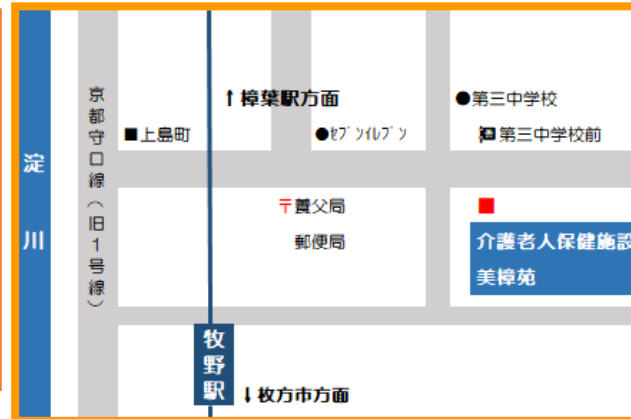 淀川
京都守口線（旧1号線）
↑樟葉駅方面
■上島町
●ｾﾌﾞﾝｲﾚﾌﾞﾝ
●第三中学校
第三中学校前
〒養父局
郵便局
■
介護老人保健施設
美樟苑
牧野駅
↓枚方市方面